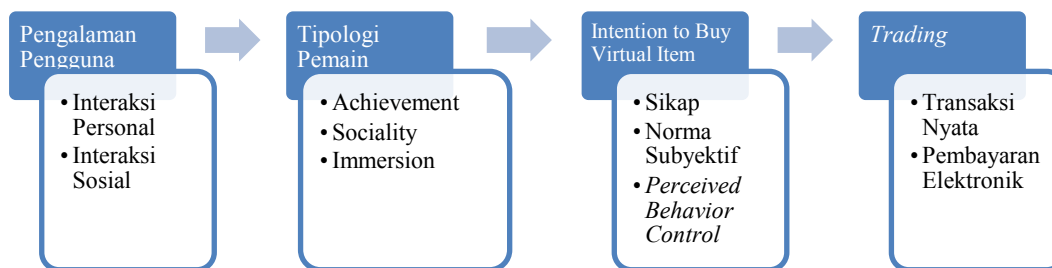 Pengalaman
Pengguna
• Interaksi
Personal
• Interaksi
Sosial
Tipologi
Pemain
• Achievement
• Sociality
• Immersion
Intention to Buy
Virtual Item
• Sikap
• Norma
Subyektif
• Perceived
Behavior
Control
Trading
• Transaksi
Nyata
• Pembayaran
Elektronik